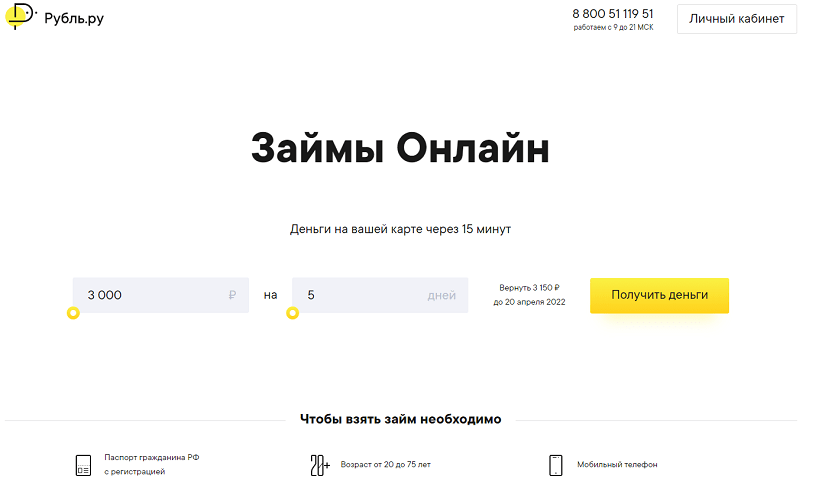 Рубль.ру
8 800 51 119 51
работаем с 9 до 21 МСК
Личный кабинет
Займы Онлайн
Деньги на вашей карте через 15 минут
3 000 ₽ на 5 дней
Вернуть 3 150 ₽
до 20 апреля 2022
Получить деньги
Чтобы взять займ необходимо
Паспорт гражданина РФ
с регистрацией
20+
Возраст от 20 до 75 лет
Мобильный телефон